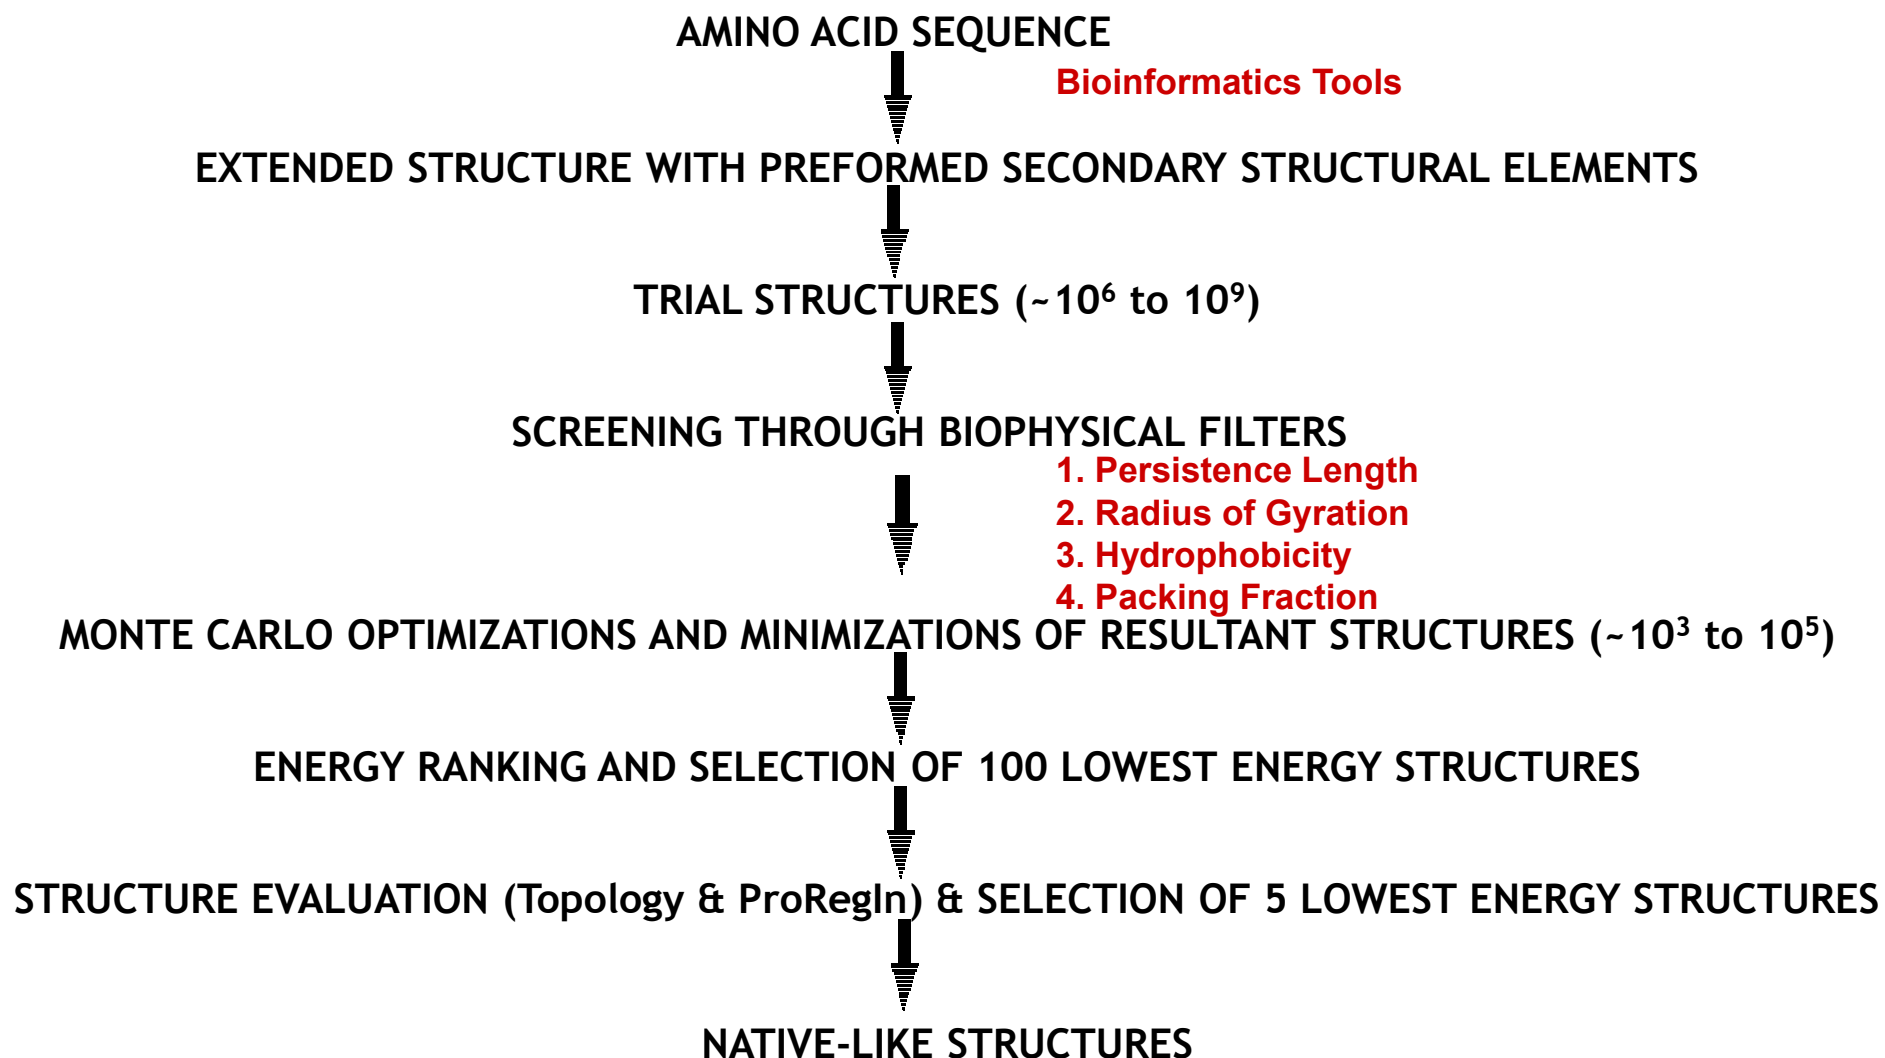 AMINO ACID SEQUENCE
Bioinformatics Tools
EXTENDED STRUCTURE WITH PREFORMED SECONDARY STRUCTURAL ELEMENTS
TRIAL STRUCTURES (~10⁶ to 10⁹)
SCREENING THROUGH BIOPHYSICAL FILTERS
1. Persistence Length
2. Radius of Gyration
3. Hydrophobicity
4. Packing Fraction
MONTE CARLO OPTIMIZATIONS AND MINIMIZATIONS OF RESULTANT STRUCTURES (~10³ to 10⁵)
ENERGY RANKING AND SELECTION OF 100 LOWEST ENERGY STRUCTURES
STRUCTURE EVALUATION (Topology & ProRegIn) & SELECTION OF 5 LOWEST ENERGY STRUCTURES
NATIVE-LIKE STRUCTURES